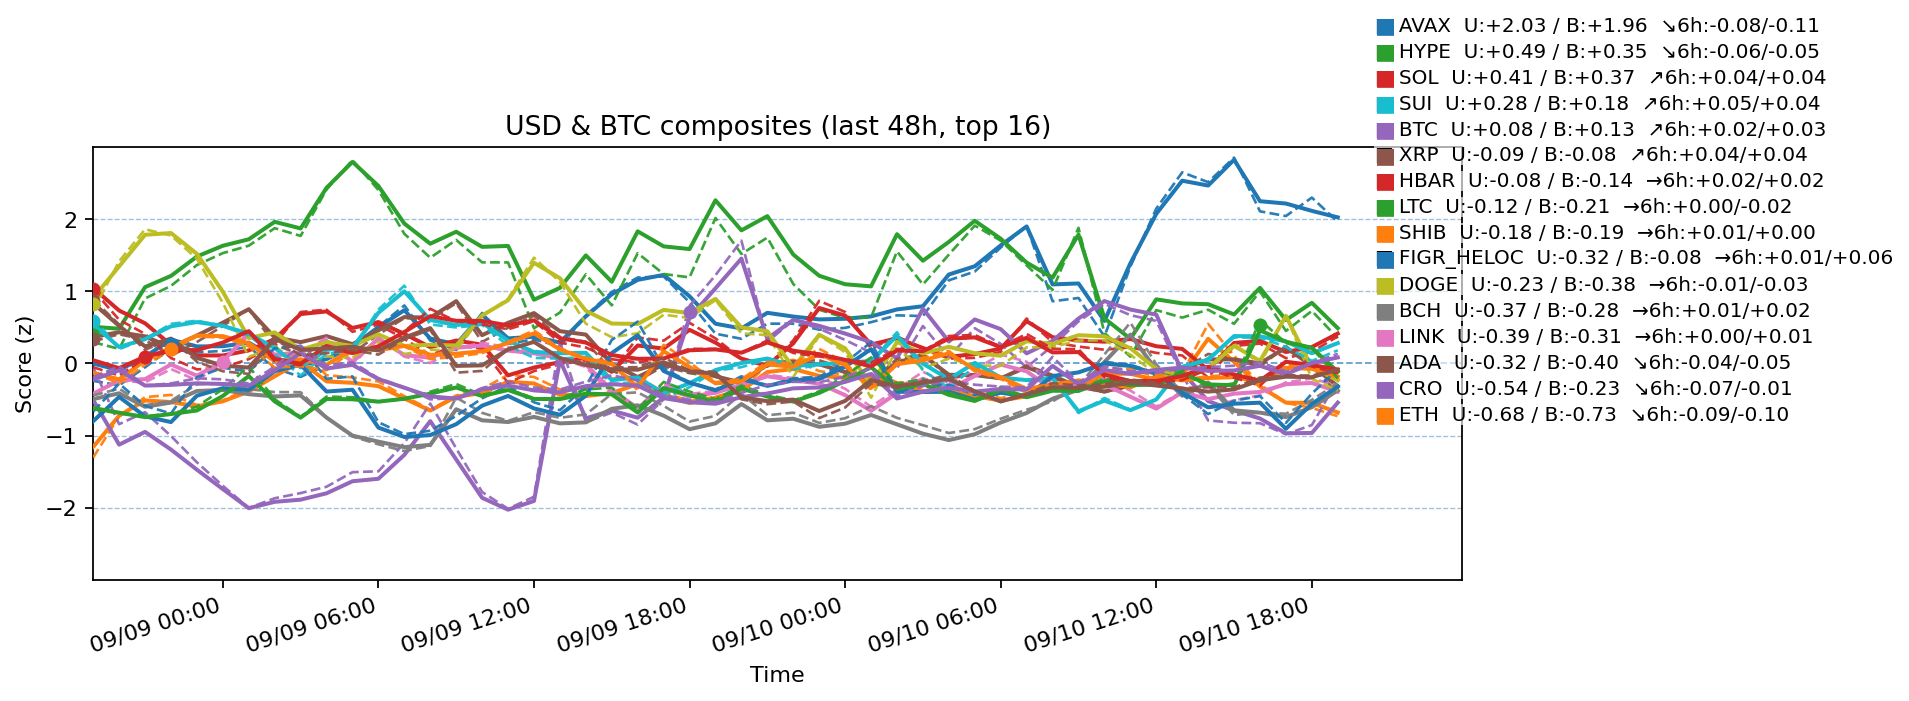 AVAX  U:+2.03 / B:+1.96  ↘6h:-0.08/-0.11
HYPE  U:+0.49 / B:+0.35  ↘6h:-0.06/-0.05
SOL  U:+0.41 / B:+0.37  ↗6h:+0.04/+0.04
SUI  U:+0.28 / B:+0.18  ↗6h:+0.05/+0.04
BTC  U:+0.08 / B:+0.13  ↗6h:+0.02/+0.03
XRP  U:-0.09 / B:-0.08  ↗6h:+0.04/+0.04
HBAR  U:-0.08 / B:-0.14  →6h:+0.02/+0.02
LTC  U:-0.12 / B:-0.21  →6h:+0.00/-0.02
SHIB  U:-0.18 / B:-0.19  →6h:+0.01/+0.00
FIGR_HELOC  U:-0.32 / B:-0.08  →6h:+0.01/+0.06
DOGE  U:-0.23 / B:-0.38  →6h:-0.01/-0.03
BCH  U:-0.37 / B:-0.28  →6h:+0.01/+0.02
LINK  U:-0.39 / B:-0.31  →6h:+0.00/+0.01
ADA  U:-0.32 / B:-0.40  ↘6h:-0.04/-0.05
CRO  U:-0.54 / B:-0.23  ↘6h:-0.07/-0.01
ETH  U:-0.68 / B:-0.73  ↘6h:-0.09/-0.10
USD & BTC composites (last 48h, top 16)
Score (z)
2
1
0
−1
−2
09/09 00:00
09/09 06:00
09/09 12:00
09/09 18:00
09/10 00:00
09/10 06:00
09/10 12:00
09/10 18:00
Time